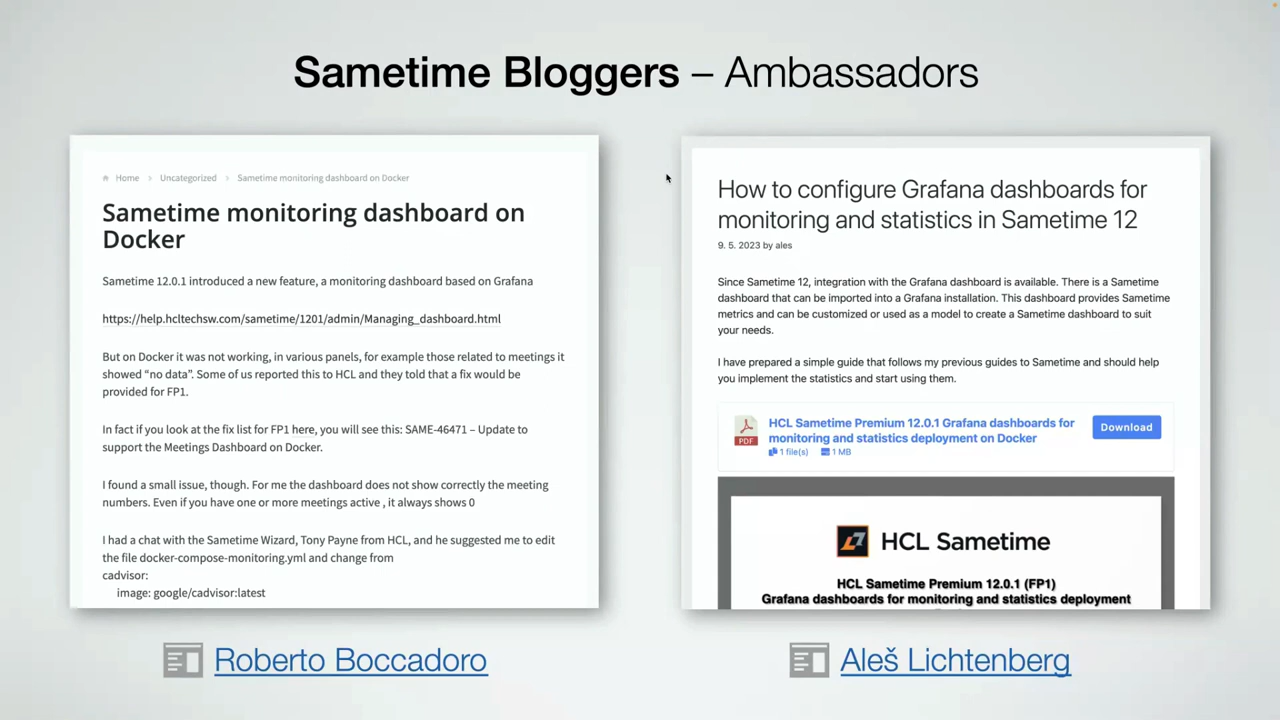 Sametime Bloggers – Ambassadors
Home > Uncategorized > Sametime monitoring dashboard on Docker
Sametime monitoring dashboard on
Docker
Sametime 12.0.1 introduced a new feature, a monitoring dashboard based on Grafana
https://help.hcltechsw.com/sametime/1201/admin/Managing_dashboard.html
But on Docker it was not working, in various panels, for example those related to meetings it
showed “no data”. Some of us reported this to HCL and they told that a fix would be
provided for FP1.
In fact if you look at the fix list for FP1 here, you will see this: SAME-46471 – Update to
support the Meetings Dashboard on Docker.
I found a small issue, though. For me the dashboard does not show correctly the meeting
numbers. Even if you have one or more meetings active , it always shows 0
I had a chat with the Sametime Wizard, Tony Payne from HCL, and he suggested me to edit
the file docker-compose-monitoring.yml and change from
cadvisor:
image: google/cadvisor:latest
Roberto Boccadoro
How to configure Grafana dashboards for
monitoring and statistics in Sametime 12
9. 5. 2023 by ales
Since Sametime 12, integration with the Grafana dashboard is available. There is a Sametime
dashboard that can be imported into a Grafana installation. This dashboard provides Sametime
metrics and can be customized or used as a model to create a Sametime dashboard to suit
your needs.
I have prepared a simple guide that follows my previous guides to Sametime and should help
you implement the statistics and start using them.
PDF
HCL Sametime Premium 12.0.1 Grafana dashboards for
monitoring and statistics deployment on Docker
1 file(s) 1 MB
Download
HCL Sametime
HCL Sametime Premium 12.0.1 (FP1)
Grafana dashboards for monitoring and statistics deployment
Aleš Lichtenberg